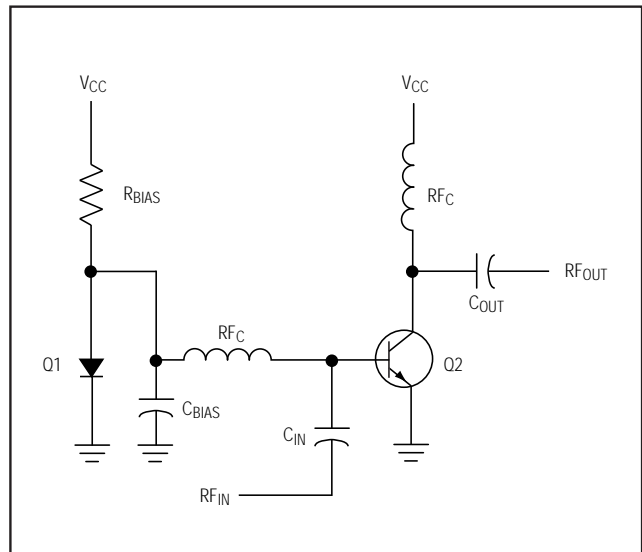 VCC
VCC
RBIAS
RFC
RFOUT
COUT
RFC
Q1
Q2
CBIAS
CIN
RFIN